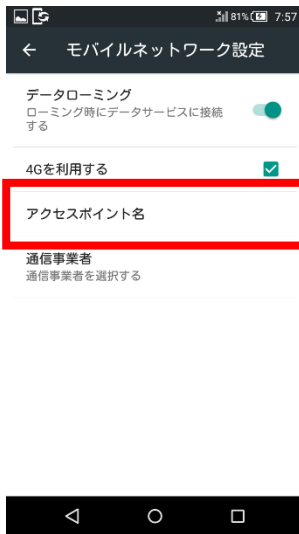 81% 7:57
モバイルネットワーク設定
データローミング
ローミング時にデータサービスに接続
する
4Gを利用する
アクセスポイント名
通信事業者
通信事業者を選択する